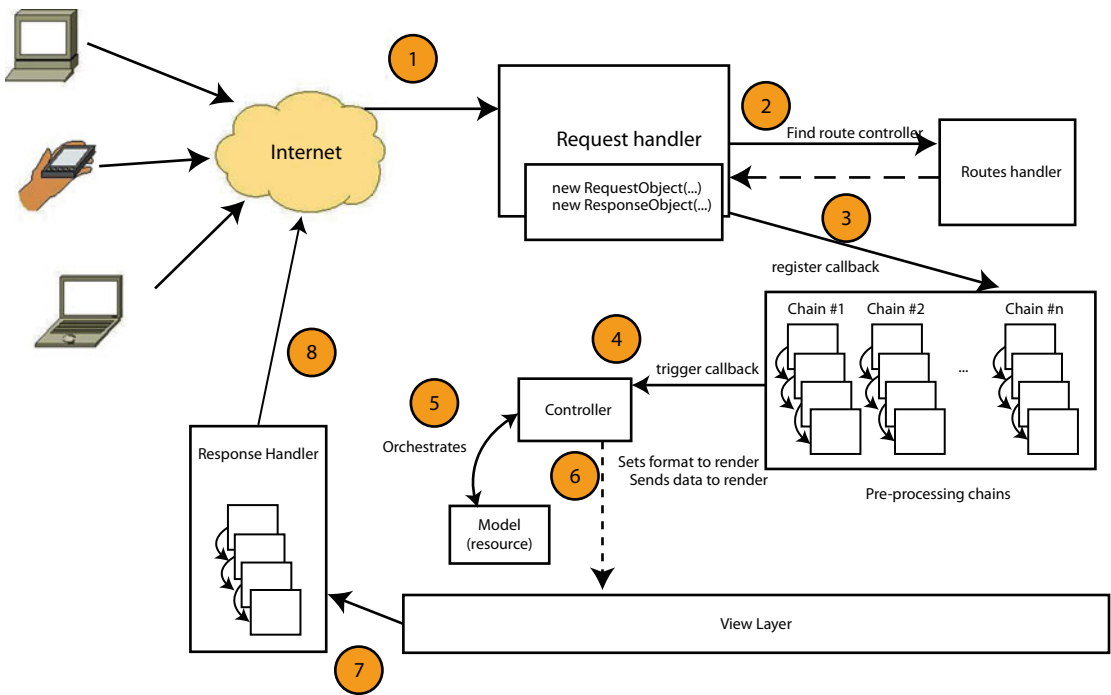 1
Internet
Request handler
new RequestObject(...)
new ResponseObject(...)
2
Find route controller
Routes handler
3
register callback
Chain #1
Chain #2
Chain #n
...
Pre-processing chains
4
trigger callback
Controller
5
Orchestrates
Model
(resource)
6
Sets format to render
Sends data to render
View Layer
7
Response Handler
8